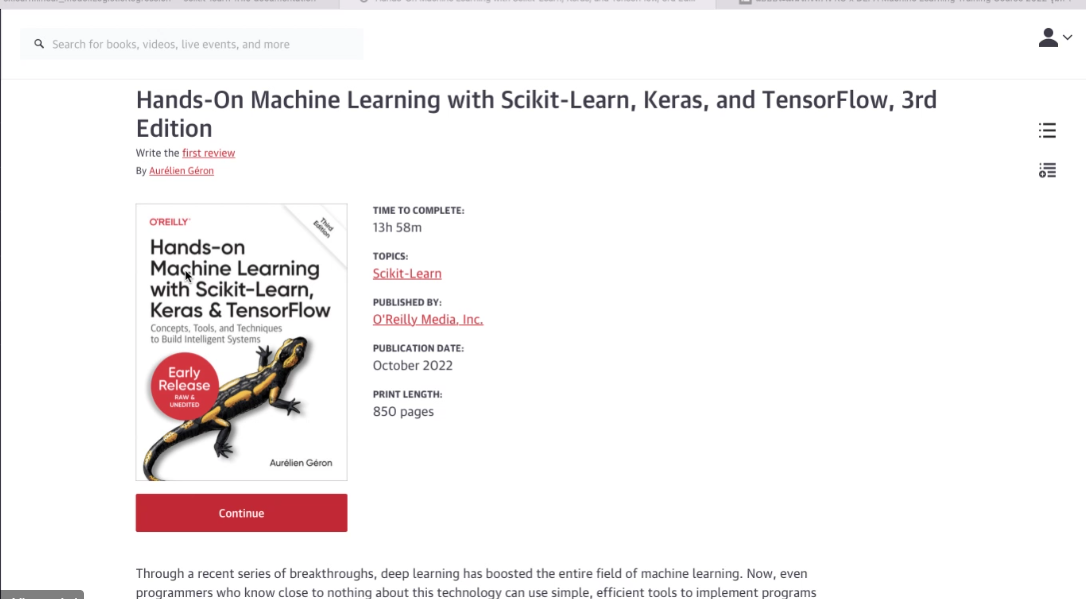 Search for books, videos, live events, and more
Hands-On Machine Learning with Scikit-Learn, Keras, and TensorFlow, 3rd
Edition
Write the first review
By Aurélien Géron
O'REILLY
Third
Edition
Hands-on
Machine Learning
with Scikit-Learn,
Keras & TensorFlow
Concepts, Tools, and Techniques
to Build Intelligent Systems
Early
Release
RAW &
UNEDITED
Aurélien Géron
Continue
TIME TO COMPLETE:
13h 58m
TOPICS:
Scikit-Learn
PUBLISHED BY:
O'Reilly Media, Inc.
PUBLICATION DATE:
October 2022
PRINT LENGTH:
850 pages
Through a recent series of breakthroughs, deep learning has boosted the entire field of machine learning. Now, even
programmers who know close to nothing about this technology can use simple, efficient tools to implement programs